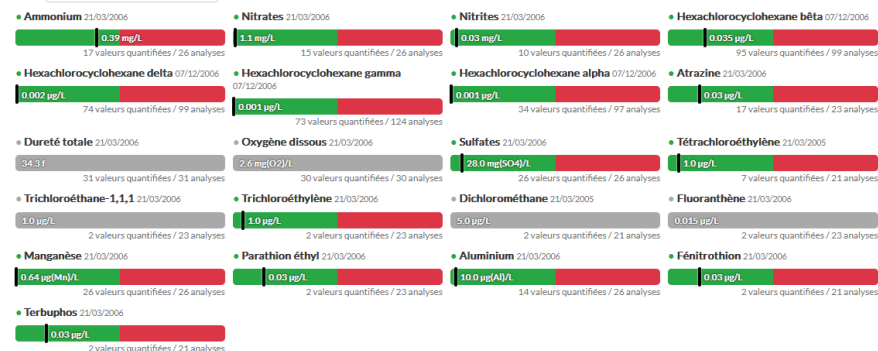 Ammonium 21/03/2006
0.39 mg/L
17 valeurs quantifiées / 26 analyses
Nitrates 21/03/2006
1.1 mg/L
15 valeurs quantifiées / 26 analyses
Nitrites 21/03/2006
0.03 mg/L
10 valeurs quantifiées / 26 analyses
Hexachlorocyclohexane bêta 07/12/2006
0.035 µg/L
95 valeurs quantifiées / 99 analyses
Hexachlorocyclohexane delta 07/12/2006
0.002 µg/L
74 valeurs quantifiées / 99 analyses
Hexachlorocyclohexane gamma
07/12/2006
0.001 µg/L
73 valeurs quantifiées / 124 analyses
Hexachlorocyclohexane alpha 07/12/2006
0.001 µg/L
34 valeurs quantifiées / 97 analyses
Atrazine 21/03/2006
0.03 µg/L
17 valeurs quantifiées / 23 analyses
Dureté totale 21/03/2006
34.3 f
31 valeurs quantifiées / 31 analyses
Oxygène dissous 21/03/2006
2.6 mg(O2)/L
30 valeurs quantifiées / 30 analyses
Sulfates 21/03/2006
28.0 mg(SO4)/L
26 valeurs quantifiées / 26 analyses
Tétrachloroéthylène 21/03/2005
1.0 µg/L
7 valeurs quantifiées / 21 analyses
Trichloroéthane-1,1,1 21/03/2006
1.0 µg/L
2 valeurs quantifiées / 23 analyses
Trichloroéthylène 21/03/2006
1.0 µg/L
2 valeurs quantifiées / 23 analyses
Dichlorométhane 21/03/2005
5.0 µg/L
2 valeurs quantifiées / 21 analyses
Fluoranthène 21/03/2006
0.015 µg/L
2 valeurs quantifiées / 23 analyses
Manganèse 21/03/2006
0.64 µg(Mn)/L
26 valeurs quantifiées / 26 analyses
Parathion éthyl 21/03/2006
0.03 µg/L
2 valeurs quantifiées / 23 analyses
Aluminium 21/03/2006
10.0 µg(Al)/L
14 valeurs quantifiées / 26 analyses
Fénitrothion 21/03/2006
0.03 µg/L
2 valeurs quantifiées / 21 analyses
Terbuphos 21/03/2006
0.03 µg/L
2 valeurs quantifiées / 21 analyses